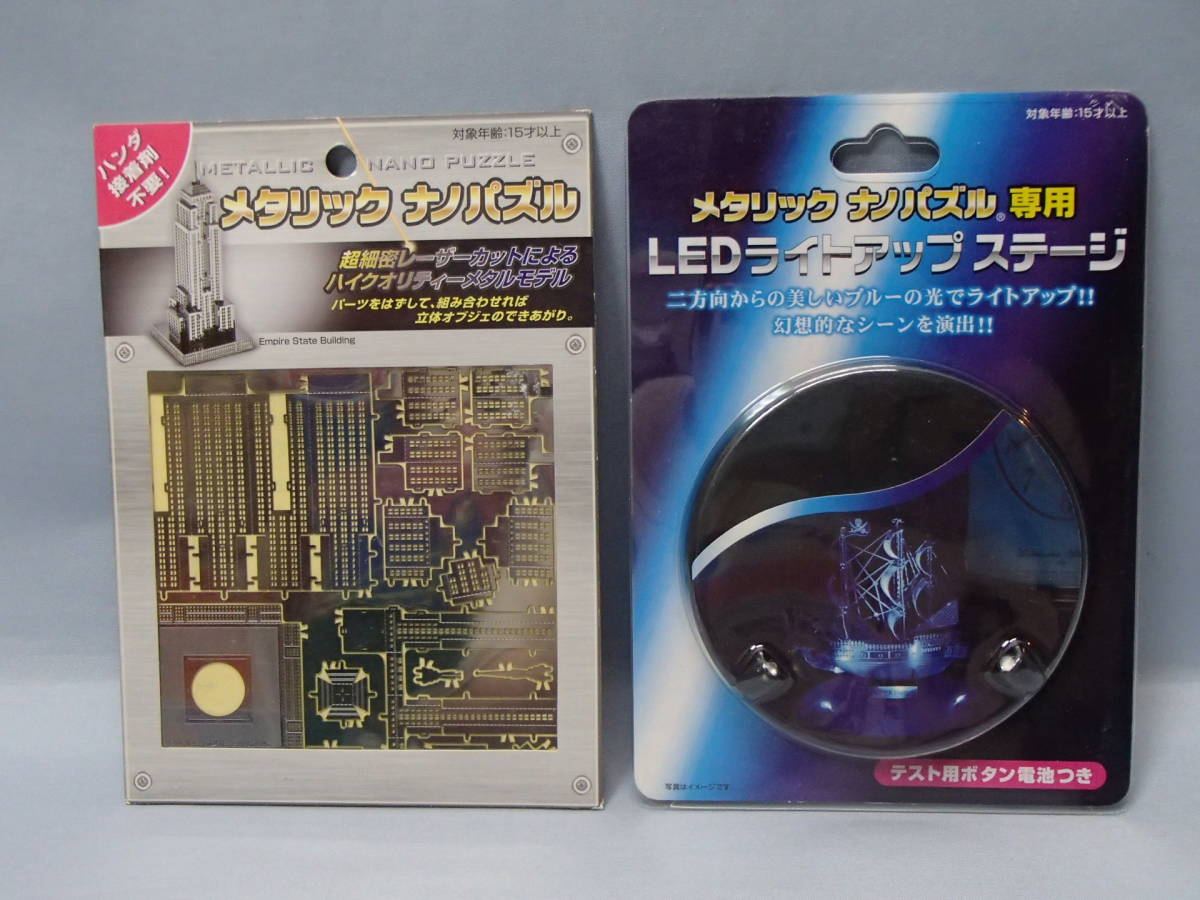 対象年齢:15才以上
ハンダ
接着剤
不要!
METALLIC NANO PUZZLE
メタリック ナノパズル
超細密レーザーカットによる
ハイクオリティーメタルモデル
パーツをはずして、組み合わせれば
立体オブジェのできあがり。
Empire State Building
対象年齢:15才以上
メタリック ナノパズル® 専用
LEDライトアップ ステージ
二方向からの美しいブルーの光でライトアップ!!
幻想的なシーンを演出!!
テスト用ボタン電池つき
写真はイメージです